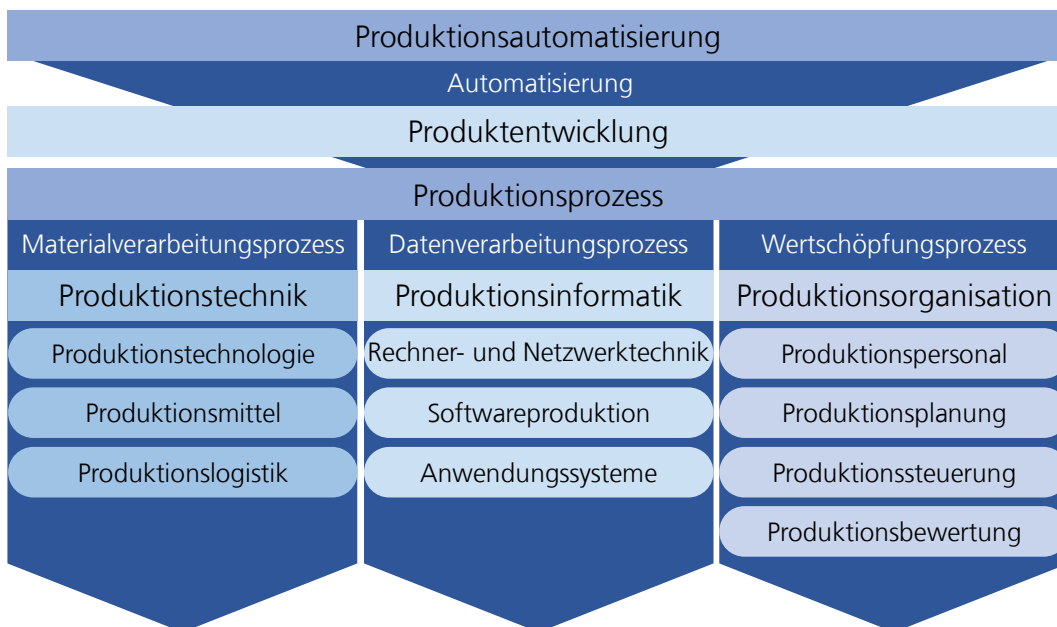 Produktionsautomatisierung
Automatisierung
Produktentwicklung
Produktionsprozess
Materialverarbeitungsprozess
Produktionstechnik
Produktionstechnologie
Produktionsmittel
Produktionslogistik
Datenverarbeitungsprozess
Produktionsinformatik
Rechner- und Netzwerktechnik
Softwareproduktion
Anwendungssysteme
Wertschöpfungsprozess
Produktionsorganisation
Produktionspersonal
Produktionsplanung
Produktionssteuerung
Produktionsbewertung